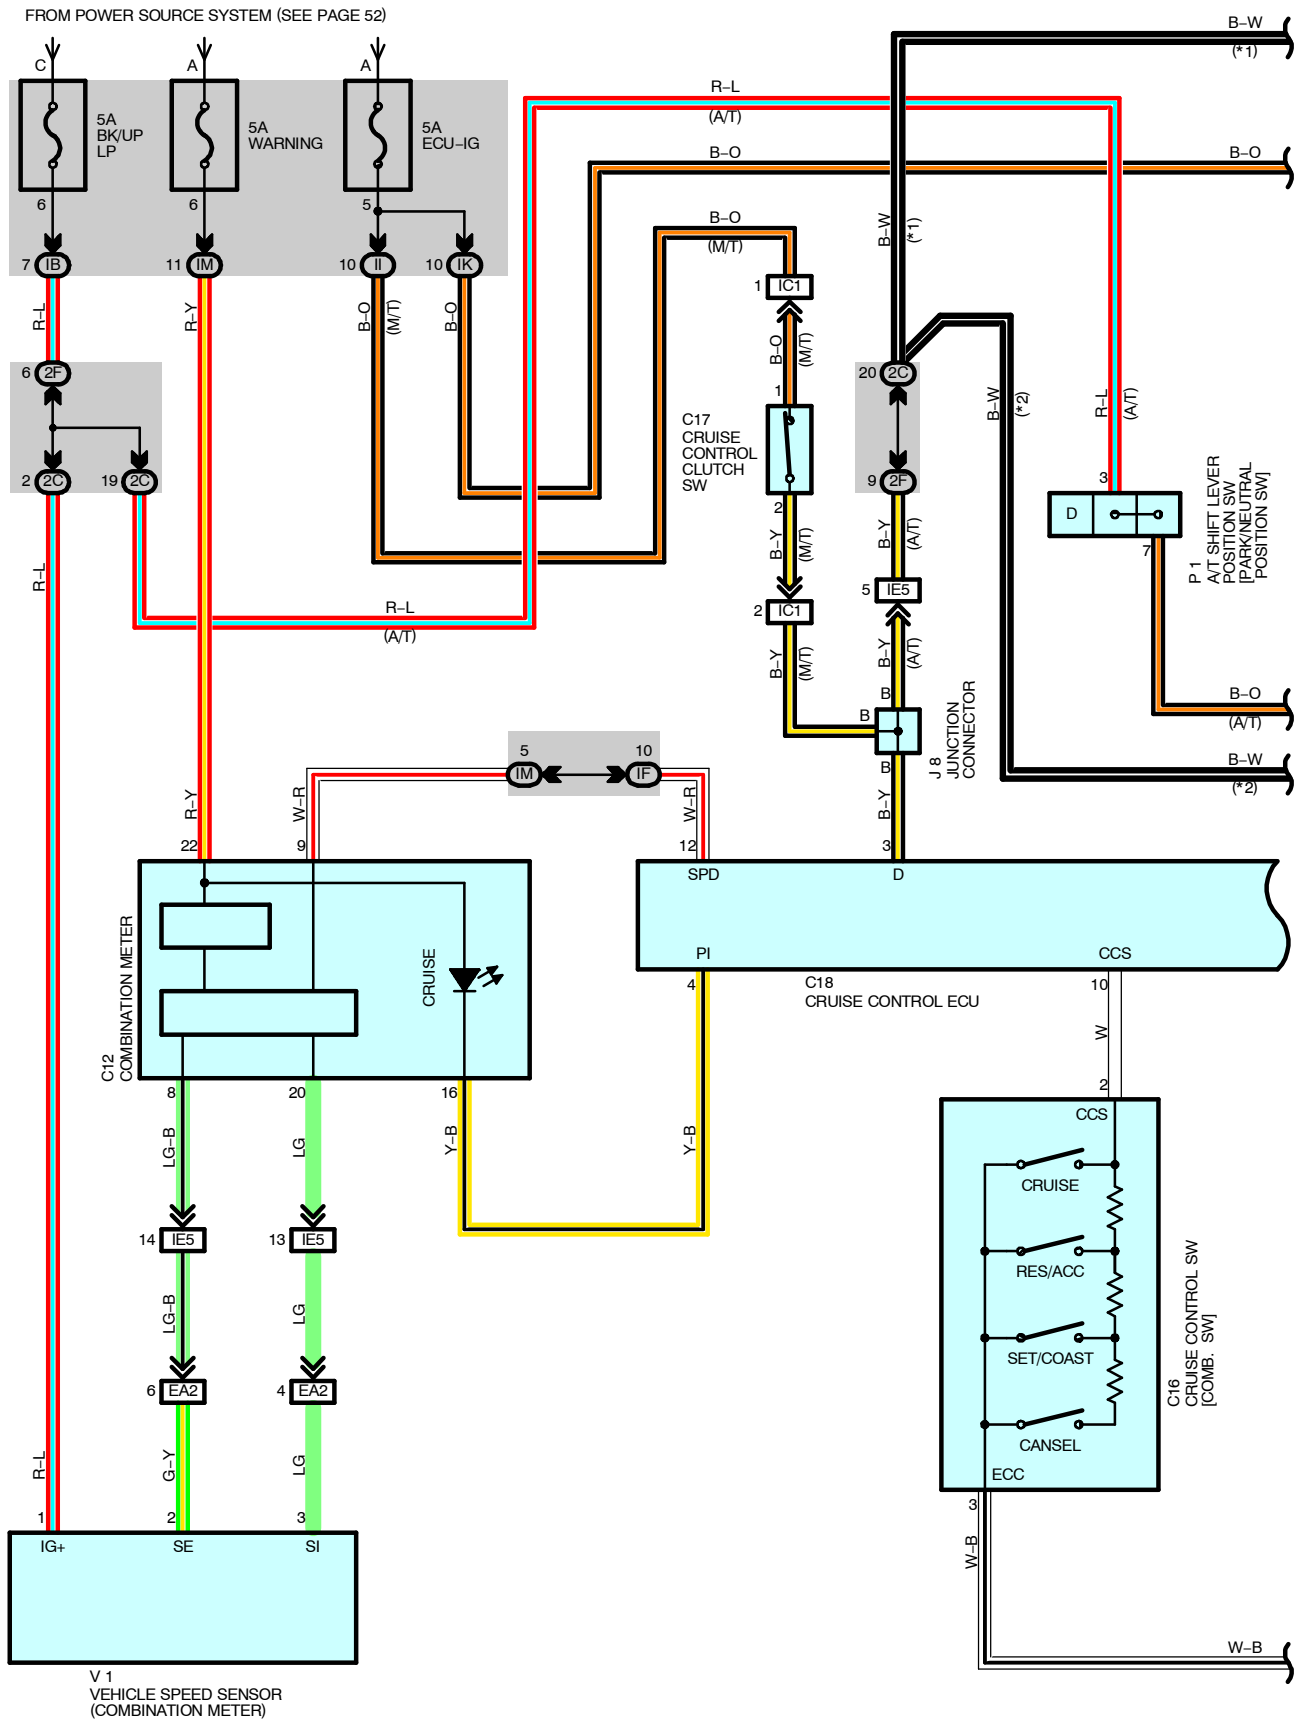 FROM POWER SOURCE SYSTEM (SEE PAGE 52)
B-W
(*1)
C
A
A
R-L
(A/T)
5A
BK/UP
LP
5A
WARNING
5A
ECU-IG
B-O
B-O
6
6
5
B-O
(M/T)
B-W
(*1)
7 IB
11 IM
10 II
10 IK
1 IC1
R-L
R-Y
B-O
(M/T)
B-O
B-O
(M/T)
6 2F
20 2C
B-W
(*2)
R-L
(A/T)
1
C17
CRUISE
CONTROL
CLUTCH
SW
2 2C
19 2C
9 2F
3
D
7
P 1
A/T SHIFT LEVER
POSITION SW
[PARK/NEUTRAL
POSITION SW]
2
B-Y
(M/T)
B-Y
(A/T)
R-L
5 IE5
R-L
(A/T)
2 IC1
B-Y
(M/T)
B-Y
(A/T)
B
B
B
J 8
JUNCTION
CONNECTOR
B-O
(A/T)
5
IM
10
IF
B-W
(*2)
R-Y
W-R
W-R
B-Y
22
9
12
3
SPD
D
C12
COMBINATION METER
CRUISE
PI
CCS
4
C18
CRUISE CONTROL ECU
10
W
8
20
16
2
LG-B
LG
Y-B
Y-B
CCS
CRUISE
RES/ACC
SET/COAST
CANSEL
ECC
C16
CRUISE CONTROL SW
[COMB. SW]
14 IE5
13 IE5
LG-B
LG
6 EA2
4 EA2
R-L
G-Y
LG
1
2
3
3
W-B
IG+
SE
SI
W-B
V 1
VEHICLE SPEED SENSOR
(COMBINATION METER)